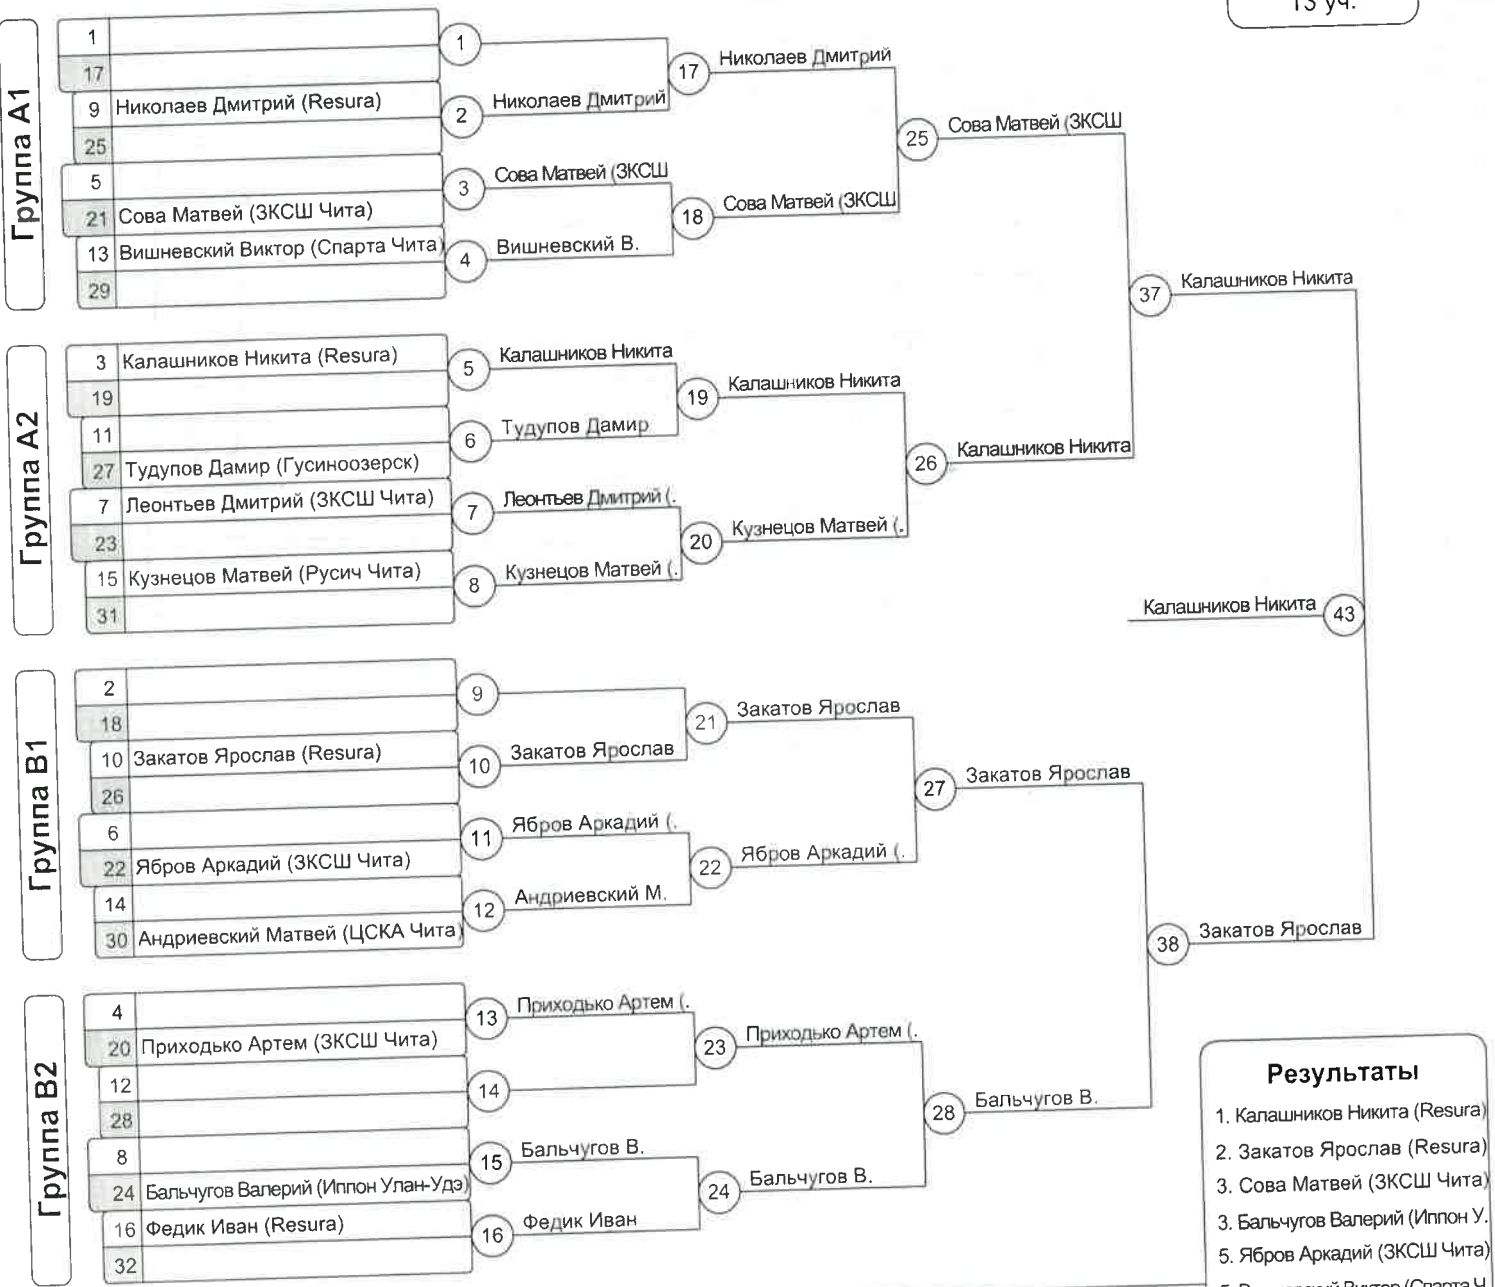 13 уч.
Группа A1
1
17
9 Николаев Дмитрий (Resura)
25
5
21 Сова Матвей (ЗКСШ Чита)
13 Вишневский Виктор (Спарта Чита)
29
1
2 Николаев Дмитрий
3 Сова Матвей (ЗКСШ
4 Вишневский В.
17 Николаев Дмитрий
18 Сова Матвей (ЗКСШ
25 Сова Матвей (ЗКСШ
Группа A2
3 Калашников Никита (Resura)
19
11
27 Тудупов Дамир (Гусиноозерск)
7 Леонтьев Дмитрий (ЗКСШ Чита)
23
15 Кузнецов Матвей (Русич Чита)
31
5 Калашников Никита
6 Тудупов Дамир
7 Леонтьев Дмитрий (.
8 Кузнецов Матвей (.
19 Калашников Никита
20 Кузнецов Матвей (.
26 Калашников Никита
37 Калашников Никита
Калашников Никита 43
Группа B1
2
18
10 Закатов Ярослав (Resura)
26
6
22 Ябров Аркадий (ЗКСШ Чита)
14
30 Андриевский Матвей (ЦСКА Чита)
9
10 Закатов Ярослав
11 Ябров Аркадий (.
12 Андриевский М.
21 Закатов Ярослав
22 Ябров Аркадий (.
27 Закатов Ярослав
38 Закатов Ярослав
Группа B2
4
20 Приходько Артем (ЗКСШ Чита)
12
28
8
24 Бальчугов Валерий (Иппон Улан-Удэ)
16 Федик Иван (Resura)
32
13 Приходько Артем (.
14
15 Бальчугов В.
16 Федик Иван
23 Приходько Артем (.
24 Бальчугов В.
28 Бальчугов В.
Результаты
1. Калашников Никита (Resura)
2. Закатов Ярослав (Resura)
3. Сова Матвей (ЗКСШ Чита)
3. Бальчугов Валерий (Иппон У.
5. Ябров Аркадий (ЗКСШ Чита)
5. Вишневский Виктор (Спарта Ч